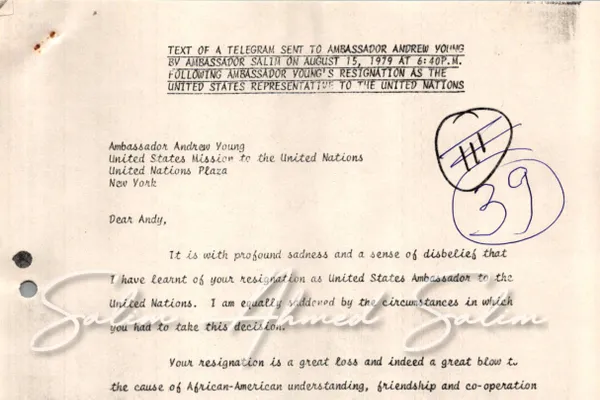 TEXT OF A TELEGRAM SENT TO AMBASSADOR ANDREW YOUNG
BY AMBASSADOR SALIM ON AUGUST 15, 1979 AT 6:40P.M.
FOLLOWING AMBASSADOR YOUNG'S RESIGNATION AS THE
UNITED STATES REPRESENTATIVE TO THE UNITED NATIONS
III
39
Ambassador Andrew Young
United States Mission to the United Nations
United Nations Plaza
New York
Dear Andy,
It is with profound sadness and a sense of disbelief that
I have learnt of your resignation as United States Ambassador to the
United Nations. I am equally saddened by the circumstances in which
you had to take this decision.
Salim Ahmed Salim
Your resignation is a great loss and indeed a great blow
the cause of African-American understanding, friendship and co-operation